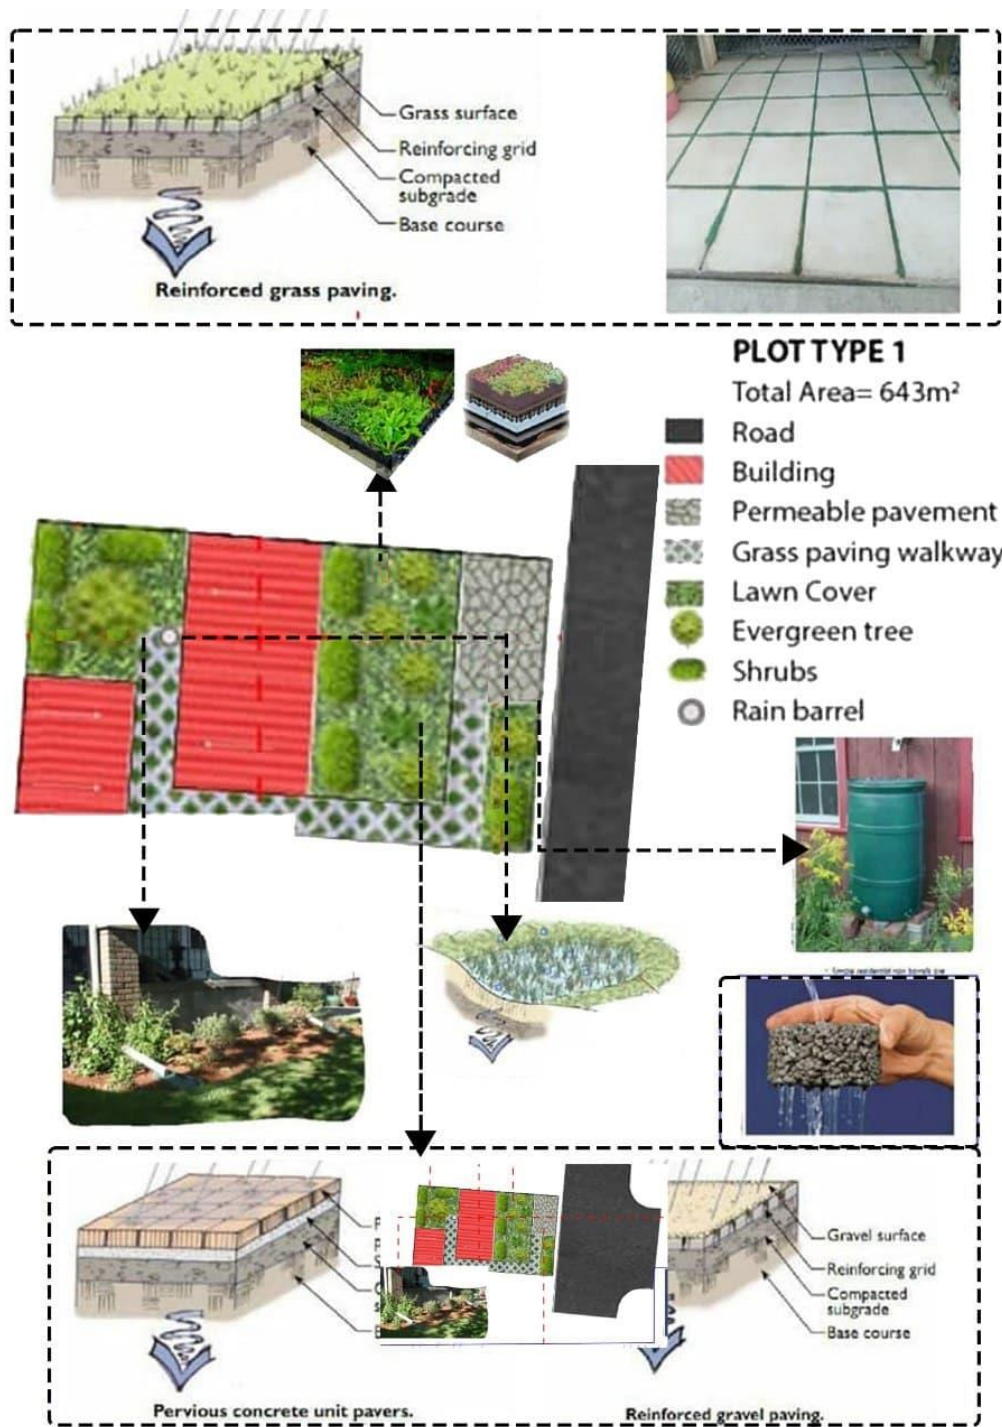 Grass surface
Reinforcing grid
Compacted
subgrade
Base course
Reinforced grass paving.
PLOT TYPE 1
Total Area= 643m²
Road
Building
Permeable pavement
Grass paving walkway
Lawn Cover
Evergreen tree
Shrubs
Rain barrel
Gravel surface
Reinforcing grid
Compacted
subgrade
Base course
Pervious concrete unit pavers.
Reinforced gravel paving.